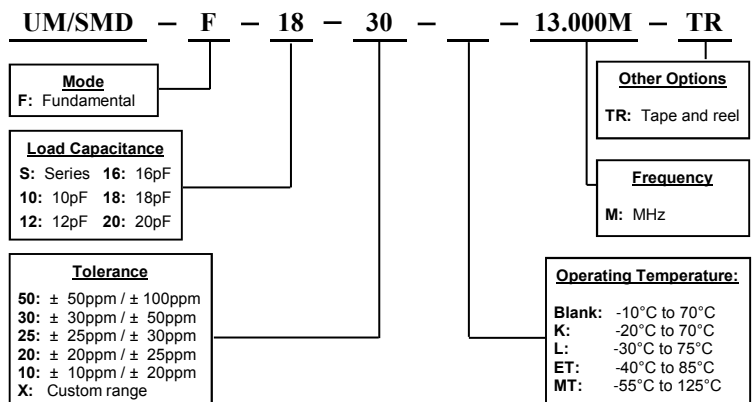 UM/SMD – F – 18 – 30 – – 13.000M – TR
Mode
F: Fundamental
Load Capacitance
S: Series 16: 16pF
10: 10pF 18: 18pF
12: 12pF 20: 20pF
Tolerance
50: ± 50ppm / ± 100ppm
30: ± 30ppm / ± 50ppm
25: ± 25ppm / ± 30ppm
20: ± 20ppm / ± 25ppm
10: ± 10ppm / ± 20ppm
X: Custom range
Other Options
TR: Tape and reel
Frequency
M: MHz
Operating Temperature:
Blank: -10°C to 70°C
K: -20°C to 70°C
L: -30°C to 75°C
ET: -40°C to 85°C
MT: -55°C to 125°C